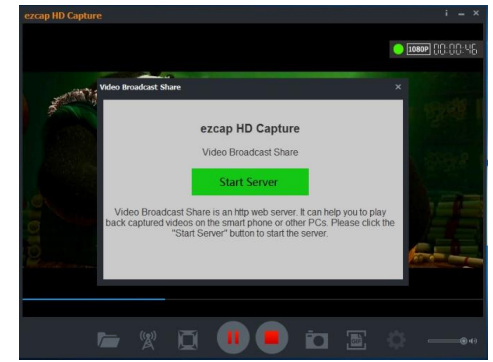 ezcap HD Capture
1080P 00:00:46
Video Broadcast Share
ezcap HD Capture
Video Broadcast Share
Start Server
Video Broadcast Share is an http web server. It can help you to play
back captured videos on the smart phone or other PCs. Please click the
"Start Server" button to start the server.